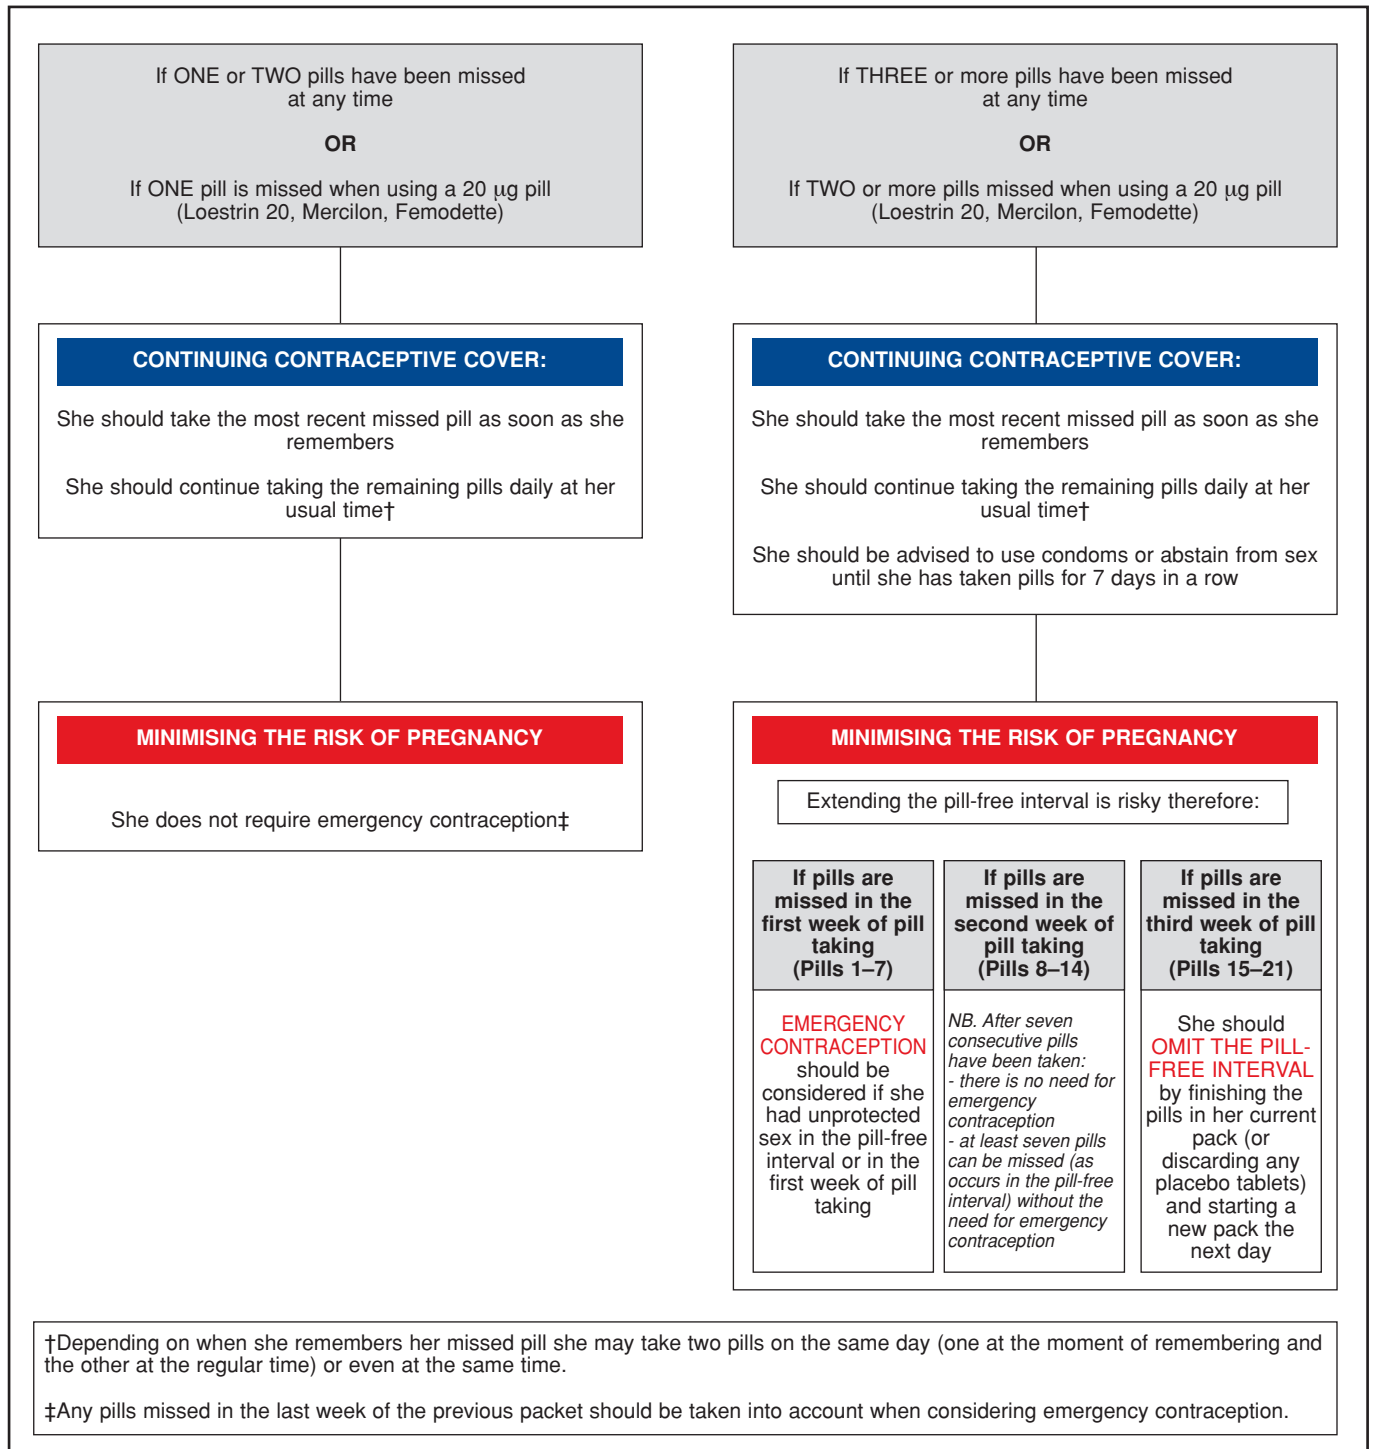 If ONE or TWO pills have been missed
at any time
OR
If ONE pill is missed when using a 20 µg pill
(Loestrin 20, Mercilon, Femodette)
CONTINUING CONTRACEPTIVE COVER:
She should take the most recent missed pill as soon as she
remembers
She should continue taking the remaining pills daily at her
usual time†
MINIMISING THE RISK OF PREGNANCY
She does not require emergency contraception‡
If THREE or more pills have been missed
at any time
OR
If TWO or more pills missed when using a 20 µg pill
(Loestrin 20, Mercilon, Femodette)
CONTINUING CONTRACEPTIVE COVER:
She should take the most recent missed pill as soon as she
remembers
She should continue taking the remaining pills daily at her
usual time†
She should be advised to use condoms or abstain from sex
until she has taken pills for 7 days in a row
MINIMISING THE RISK OF PREGNANCY
Extending the pill-free interval is risky therefore:
If pills are
missed in the
first week of pill
taking
(Pills 1–7)
EMERGENCY
CONTRACEPTION
should be
considered if she
had unprotected
sex in the pill-free
interval or in the
first week of pill
taking
If pills are
missed in the
second week of
pill taking
(Pills 8–14)
NB. After seven
consecutive pills
have been taken:
- there is no need for
emergency
contraception
- at least seven pills
can be missed (as
occurs in the pill-free
interval) without the
need for emergency
contraception
If pills are
missed in the
third week of pill
taking
(Pills 15–21)
She should
OMIT THE PILL-
FREE INTERVAL
by finishing the
pills in her current
pack (or
discarding any
placebo tablets)
and starting a
new pack the
next day
†Depending on when she remembers her missed pill she may take two pills on the same day (one at the moment of remembering and
the other at the regular time) or even at the same time.
‡Any pills missed in the last week of the previous packet should be taken into account when considering emergency contraception.